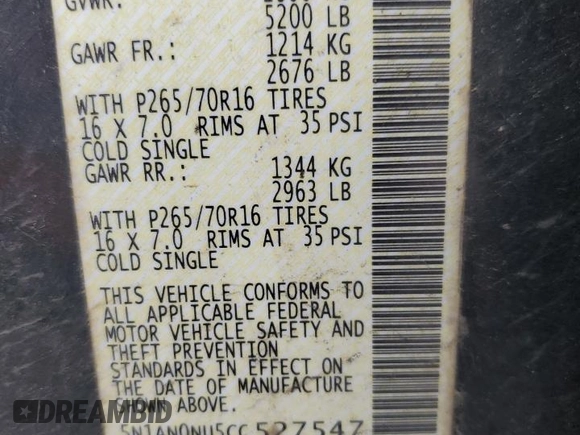 GVWR:
5200 LB
GAWR FR.: 1214 KG
2676 LB
WITH P265/70R16 TIRES
16 X 7.0 RIMS AT 35 PSI
COLD SINGLE
GAWR RR.: 1344 KG
2963 LB
WITH P265/70R16 TIRES
16 X 7.0 RIMS AT 35 PSI
COLD SINGLE
THIS VEHICLE CONFORMS TO
ALL APPLICABLE FEDERAL
MOTOR VEHICLE SAFETY AND
THEFT PREVENTION
STANDARDS IN EFFECT ON
THE DATE OF MANUFACTURE
SHOWN ABOVE.
5N1AN0NU5CC527547
DREAMBID